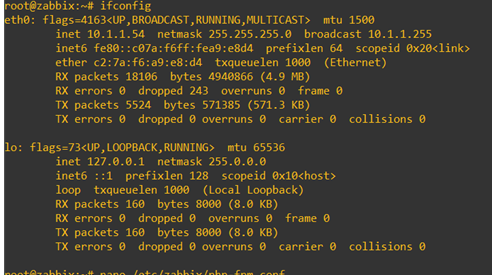 root@zabbix:~# ifconfig
eth0: flags=4163<UP,BROADCAST,RUNNING,MULTICAST>  mtu 1500
inet 10.1.1.54  netmask 255.255.255.0  broadcast 10.1.1.255
inet6 fe80::c07a:f6ff:fea9:e8d4  prefixlen 64  scopeid 0x20<link>
ether c2:7a:f6:a9:e8:d4  txqueuelen 1000  (Ethernet)
RX packets 18106  bytes 4940866 (4.9 MB)
RX errors 0  dropped 243  overruns 0  frame 0
TX packets 5524  bytes 571385 (571.3 KB)
TX errors 0  dropped 0 overruns 0  carrier 0  collisions 0
lo: flags=73<UP,LOOPBACK,RUNNING>  mtu 65536
inet 127.0.0.1  netmask 255.0.0.0
inet6 ::1  prefixlen 128  scopeid 0x10<host>
loop  txqueuelen 1000  (Local Loopback)
RX packets 160  bytes 8000 (8.0 KB)
RX errors 0  dropped 0  overruns 0  frame 0
TX packets 160  bytes 8000 (8.0 KB)
TX errors 0  dropped 0 overruns 0  carrier 0  collisions 0
root@zabbix:~# nano /etc/zabbix/php-fpm.conf